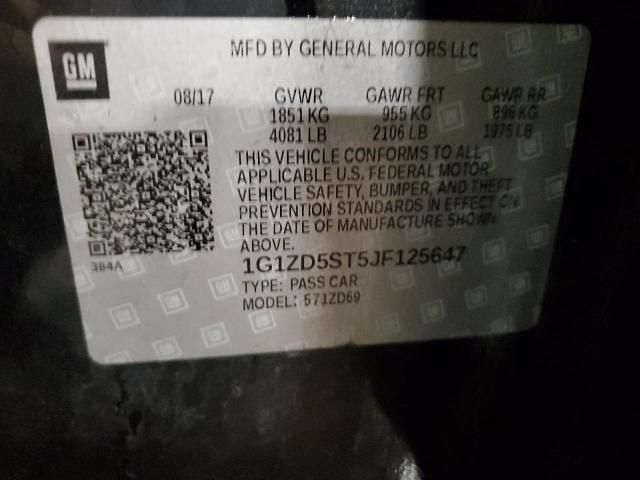 GM
MFD BY GENERAL MOTORS LLC
08/17 GVWR GAWR FRT GAWR RR
1851 KG 955 KG 896 KG
4081 LB 2106 LB 1975 LB
THIS VEHICLE CONFORMS TO ALL
APPLICABLE U.S. FEDERAL MOTOR
VEHICLE SAFETY, BUMPER, AND THEFT
PREVENTION STANDARDS IN EFFECT ON
THE DATE OF MANUFACTURE SHOWN
ABOVE.
384A
1G1ZD5ST5JF125647
TYPE: PASS CAR
MODEL: 571ZD69